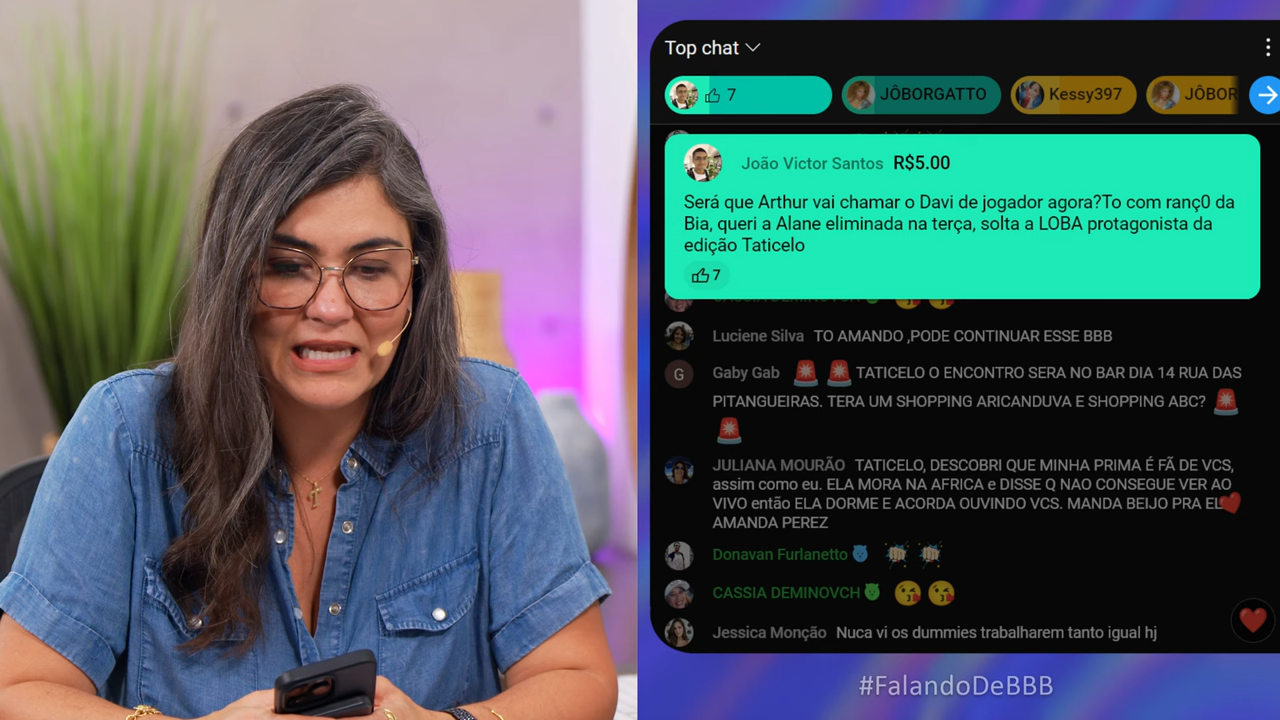 Top chat
7
JÔBORGATTO
Kessy397
JÔBOR
João Victor Santos R$5.00
Será que Arthur vai chamar o Davi de jogador agora?To com ranç0 da
Bia, queri a Alane eliminada na terça, solta a LOBA protagonista da
edição Taticelo
7
CASSIA DEMINOVCH
Luciene Silva TO AMANDO ,PODE CONTINUAR ESSE BBB
G
Gaby Gab TATICELO O ENCONTRO SERA NO BAR DIA 14 RUA DAS
PITANGUEIRAS. TERA UM SHOPPING ARICANDUVA E SHOPPING ABC?
JULIANA MOURÃO TATICELO, DESCOBRI QUE MINHA PRIMA É FÃ DE VCS,
assim como eu. ELA MORA NA AFRICA e DISSE Q NAO CONSEGUE VER AO
VIVO então ELA DORME E ACORDA OUVINDO VCS. MANDA BEIJO PRA EL
AMANDA PEREZ
Donavan Furlanetto
CASSIA DEMINOVCH
Jessica Monção Nuca vi os dummies trabalharem tanto igual hj
#FalandoDeBBB